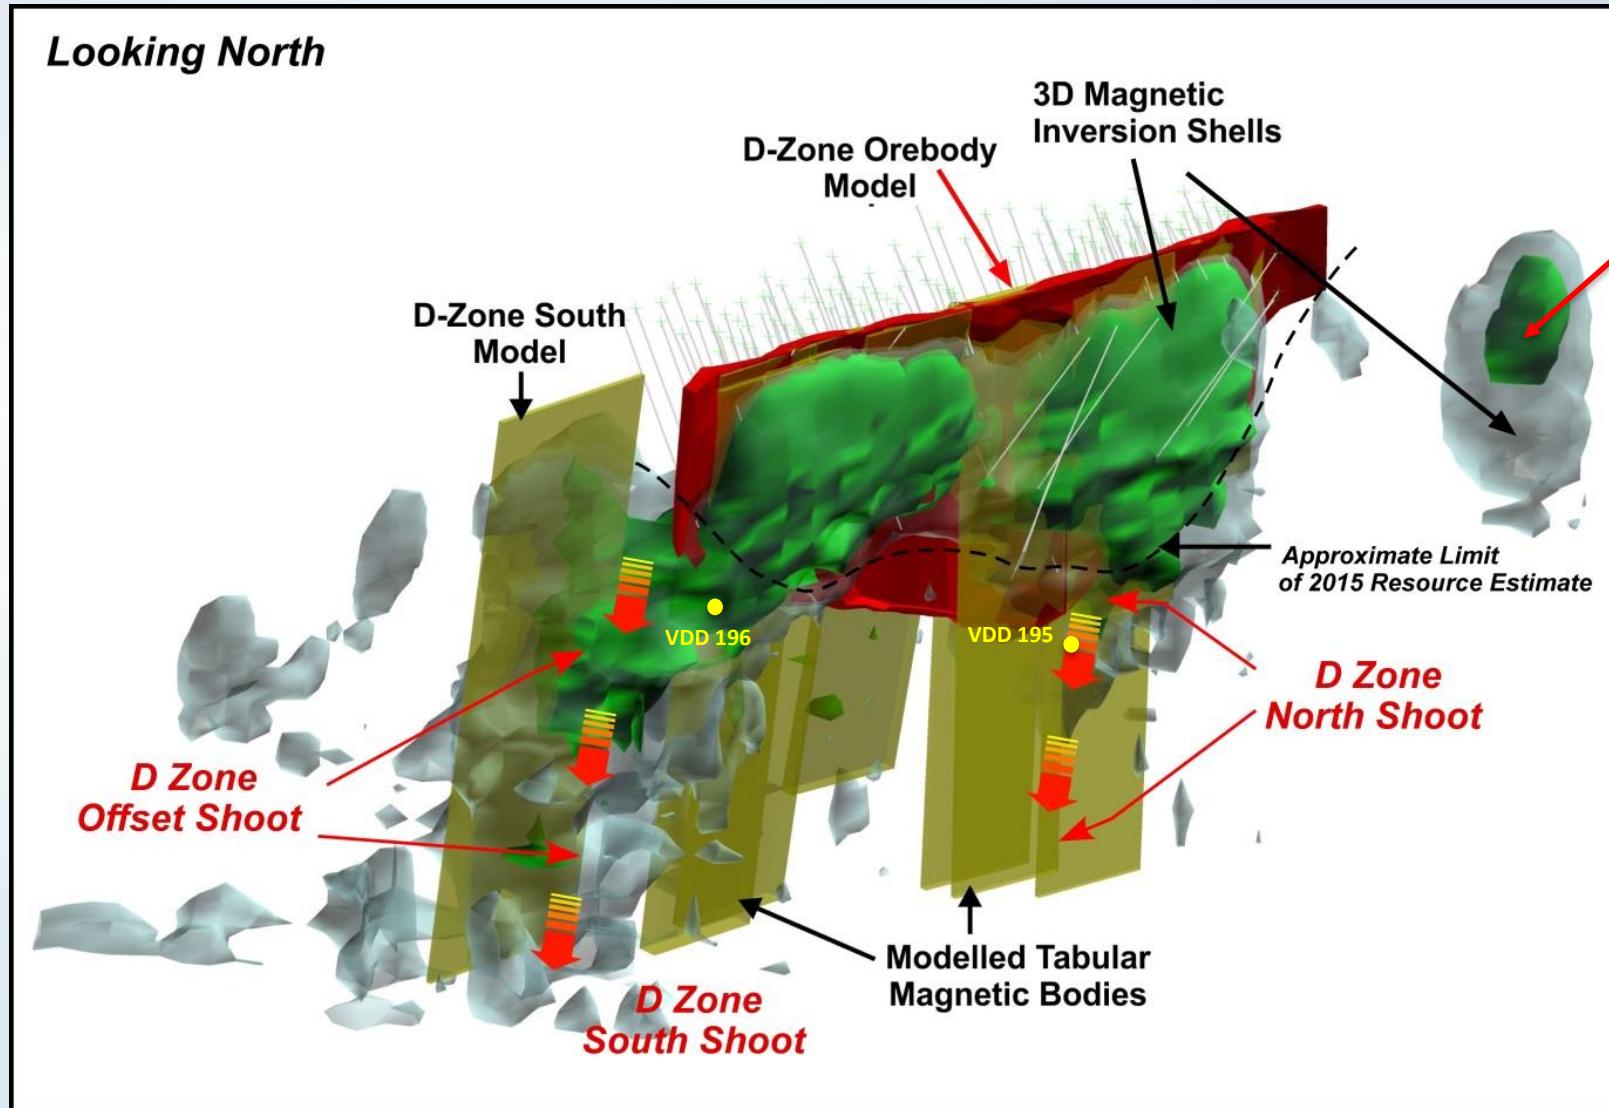 Looking North
3D Magnetic
Inversion Shells
D-Zone Orebody
Model
D-Zone South
Model
Approximate Limit
of 2015 Resource Estimate
VDD 196
VDD 195
D Zone
North Shoot
D Zone
Offset Shoot
Modelled Tabular
Magnetic Bodies
D Zone
South Shoot